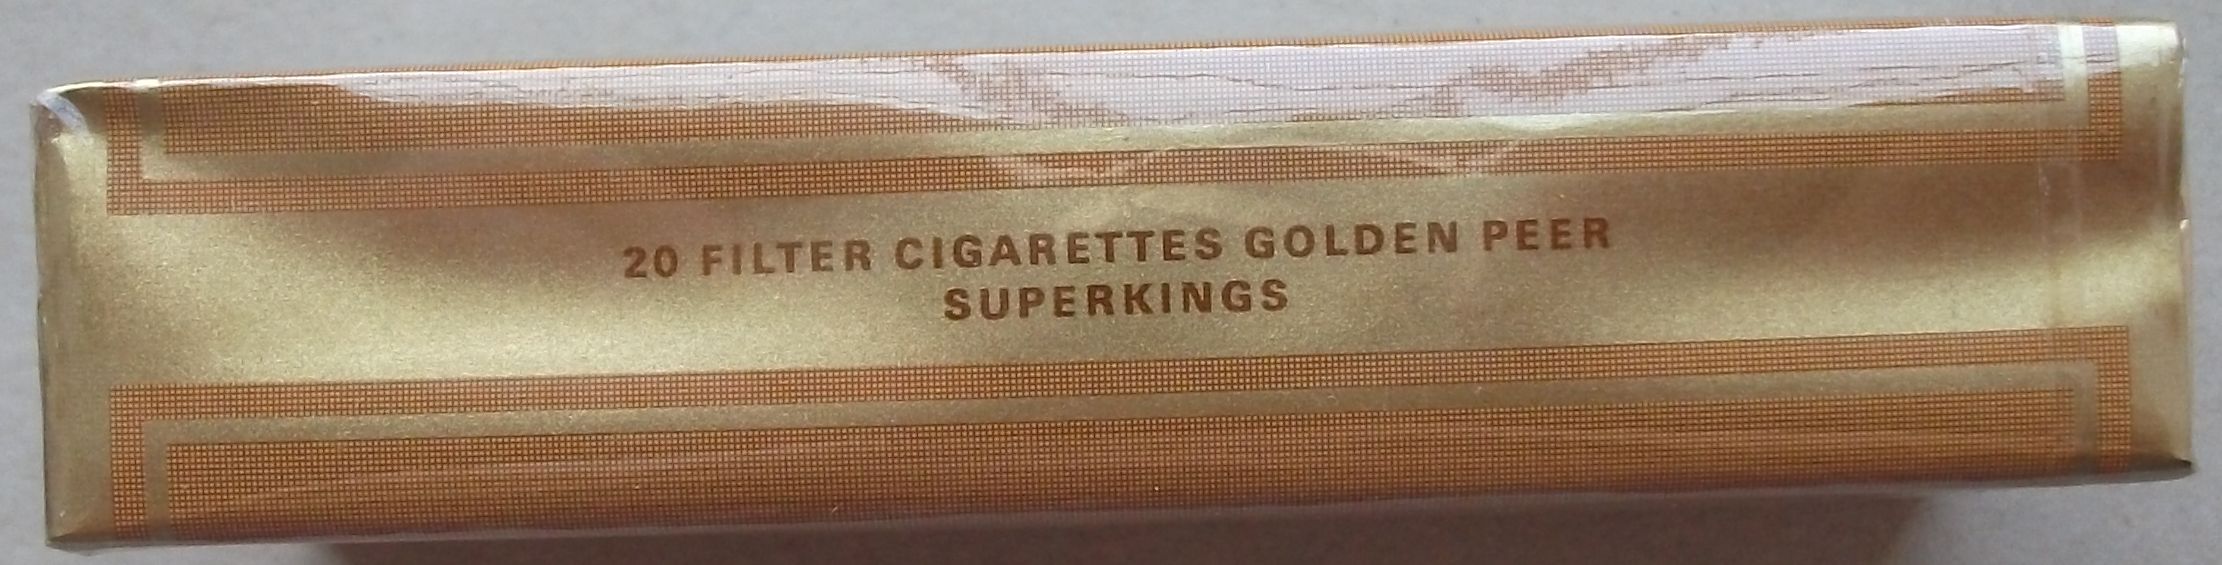 20 FILTER CIGARETTES GOLDEN PEER
SUPERKINGS